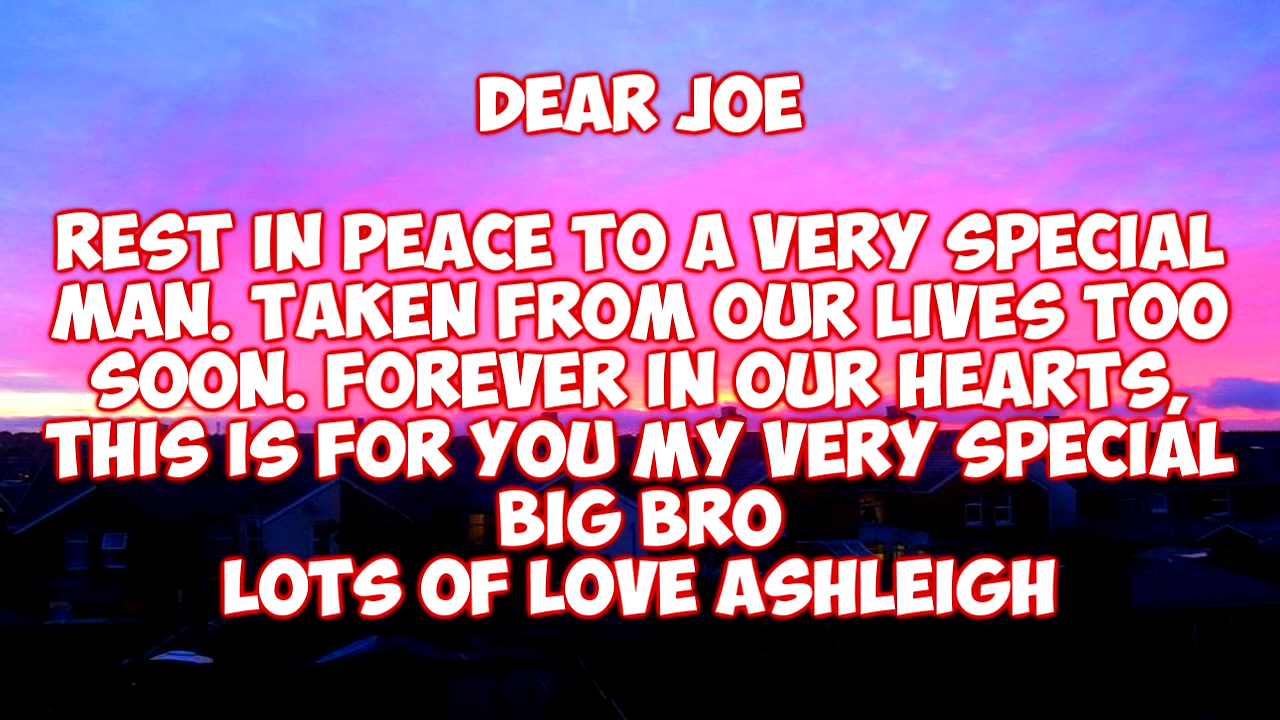 DEAR JOE
REST IN PEACE TO A VERY SPECIAL
MAN. TAKEN FROM OUR LIVES TOO
SOON. FOREVER IN OUR HEARTS,
THIS IS FOR YOU MY VERY SPECIAL
BIG BRO
LOTS OF LOVE ASHLEIGH